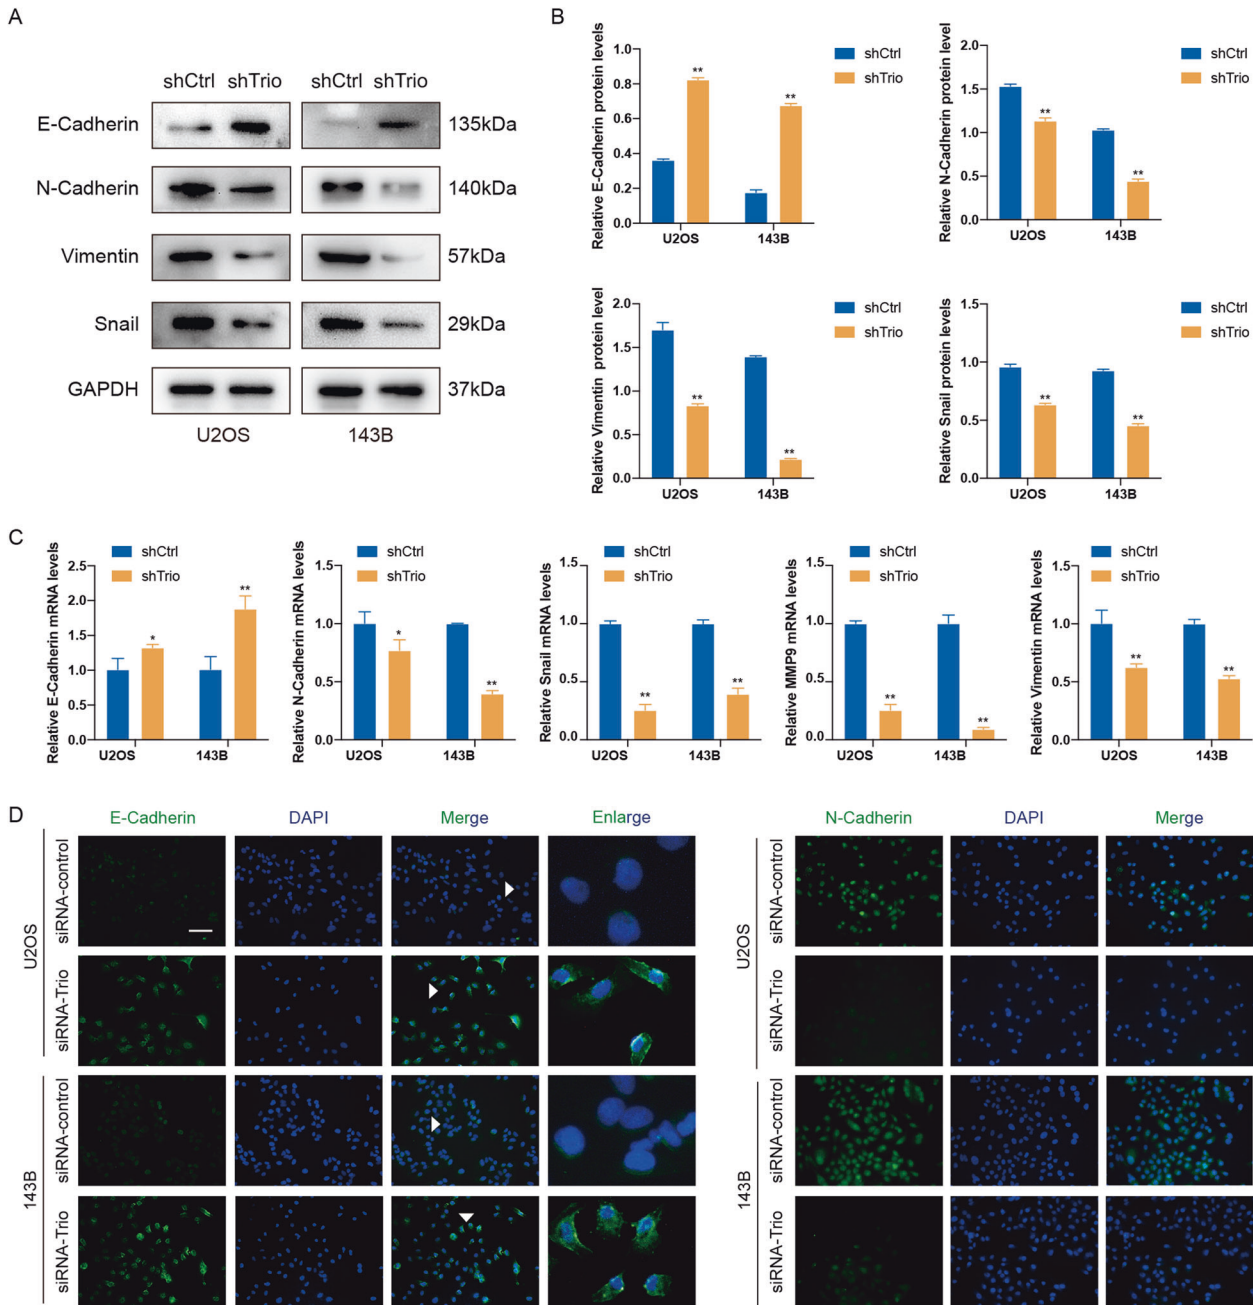 A
shCtrl shTrio shCtrl shTrio
E-Cadherin 135kDa
N-Cadherin 140kDa
Vimentin 57kDa
Snail 29kDa
GAPDH 37kDa
U2OS 143B
B
Relative E-Cadherin protein levels
1.0
0.8
0.6
0.4
0.2
0.0
** **
U2OS 143B
shCtrl
shTrio
Relative N-Cadherin protein level
2.0
1.5
1.0
0.5
0.0
** **
U2OS 143B
shCtrl
shTrio
Relative Vimentin protein level
2.0
1.5
1.0
0.5
0.0
** **
U2OS 143B
shCtrl
shTrio
Relative Snail protein level
1.5
1.0
0.5
0.0
** **
U2OS 143B
shCtrl
shTrio
C
Relative E-Cadherin mRNA levels
2.5
2.0
1.5
1.0
0.5
0.0
* **
U2OS 143B
shCtrl
shTrio
Relative N-Cadherin mRNA levels
1.5
1.0
0.5
0.0
* **
U2OS 143B
shCtrl
shTrio
Relative Snail mRNA levels
1.5
1.0
0.5
0.0
** **
U2OS 143B
shCtrl
shTrio
Relative MMP9 mRNA levels
1.5
1.0
0.5
0.0
** **
U2OS 143B
shCtrl
shTrio
Relative Vimentin mRNA levels
1.5
1.0
0.5
0.0
** **
U2OS 143B
shCtrl
shTrio
D
E-Cadherin DAPI Merge Enlarge
U2OS
siRNA-control
siRNA-Trio
143B
siRNA-control
siRNA-Trio
N-Cadherin DAPI Merge
U2OS
siRNA-control
siRNA-Trio
143B
siRNA-control
siRNA-Trio